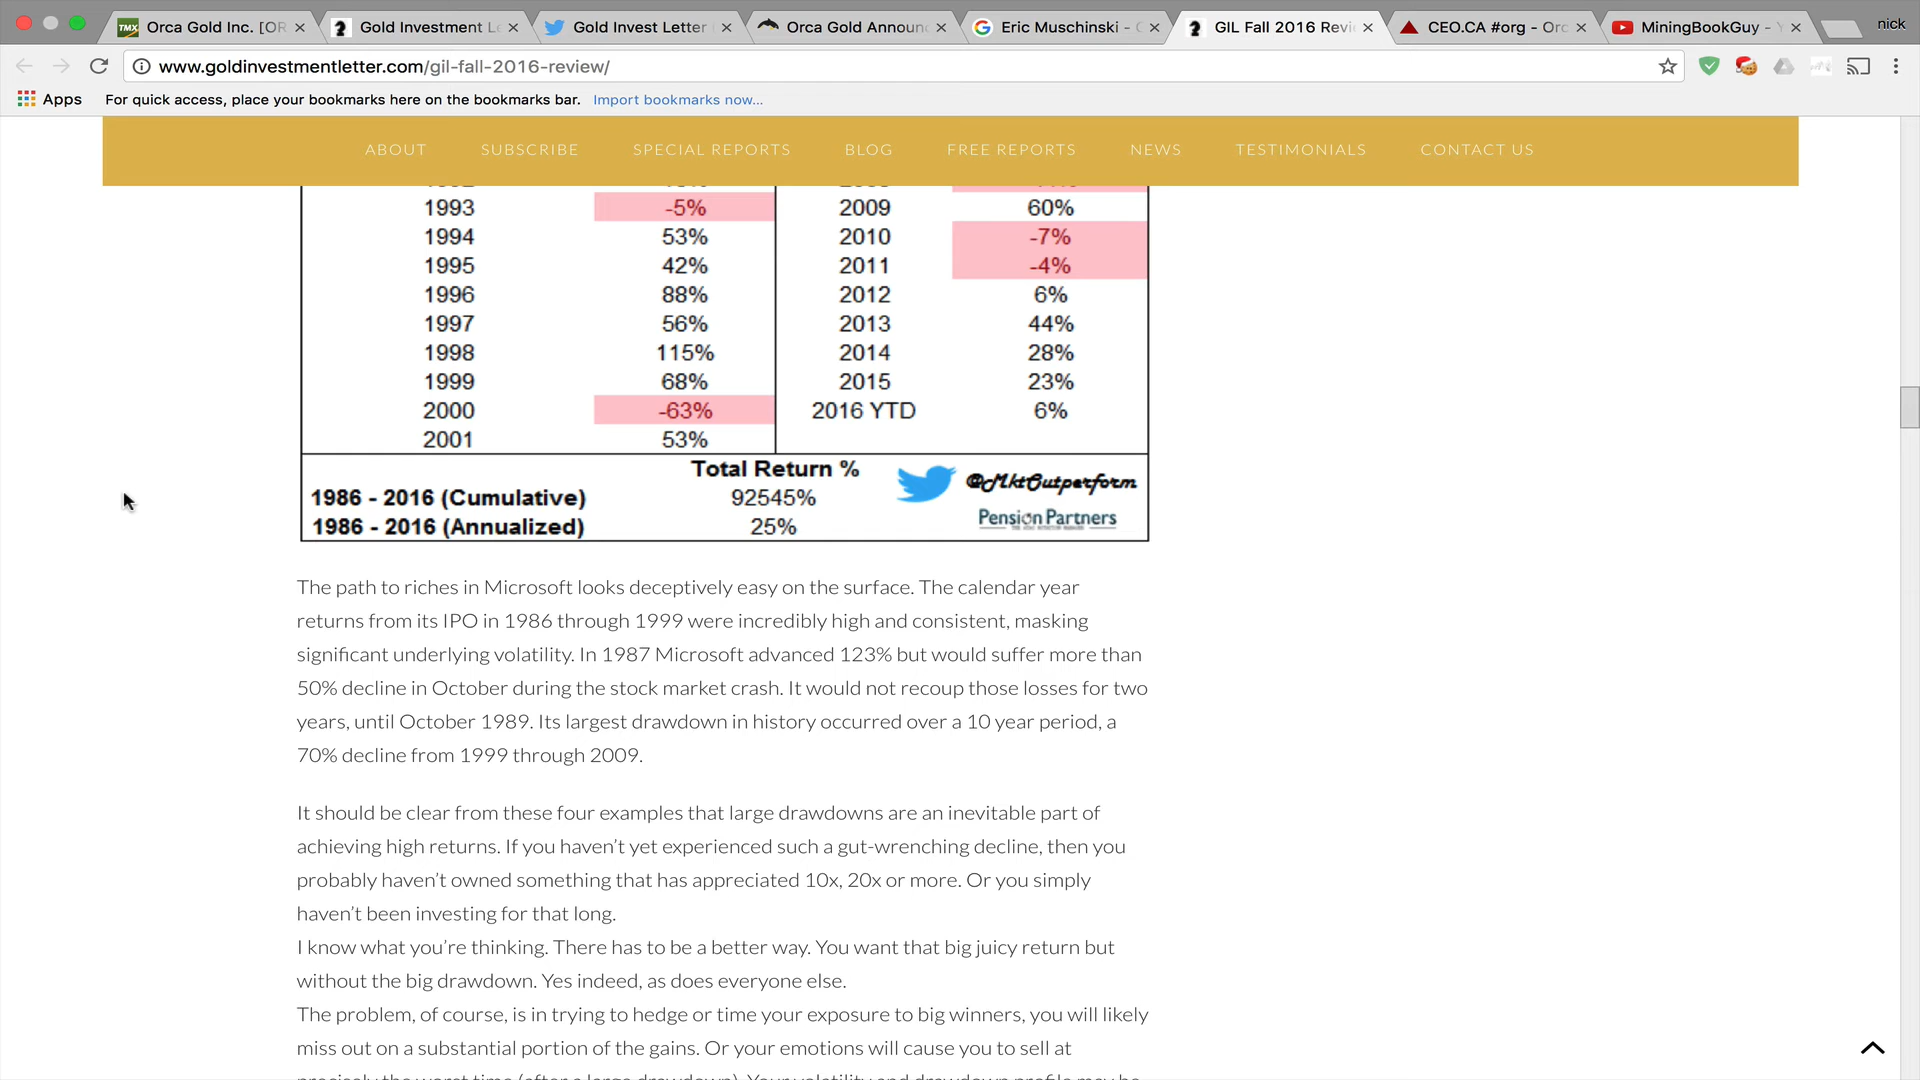 TMX Orca Gold Inc. [OR
Gold Investment Le
Gold Invest Letter
Orca Gold Announ
Eric Muschinski - G
GIL Fall 2016 Revi
CEO.CA #org - Orc
MiningBookGuy - Y
nick
www.goldinvestmentletter.com/gil-fall-2016-review/
Apps For quick access, place your bookmarks here on the bookmarks bar. Import bookmarks now...
ABOUT SUBSCRIBE SPECIAL REPORTS BLOG FREE REPORTS NEWS TESTIMONIALS CONTACT US
1993 -5% 2009 60%
1994 53% 2010 -7%
1995 42% 2011 -4%
1996 88% 2012 6%
1997 56% 2013 44%
1998 115% 2014 28%
1999 68% 2015 23%
2000 -63% 2016 YTD 6%
2001 53%
Total Return %
@MktOutperform
1986 - 2016 (Cumulative) 92545%
Pension Partners
1986 - 2016 (Annualized) 25%
The path to riches in Microsoft looks deceptively easy on the surface. The calendar year
returns from its IPO in 1986 through 1999 were incredibly high and consistent, masking
significant underlying volatility. In 1987 Microsoft advanced 123% but would suffer more than
50% decline in October during the stock market crash. It would not recoup those losses for two
years, until October 1989. Its largest drawdown in history occurred over a 10 year period, a
70% decline from 1999 through 2009.
It should be clear from these four examples that large drawdowns are an inevitable part of
achieving high returns. If you haven’t yet experienced such a gut-wrenching decline, then you
probably haven’t owned something that has appreciated 10x, 20x or more. Or you simply
haven’t been investing for that long.
I know what you’re thinking. There has to be a better way. You want that big juicy return but
without the big drawdown. Yes indeed, as does everyone else.
The problem, of course, is in trying to hedge or time your exposure to big winners, you will likely
miss out on a substantial portion of the gains. Or your emotions will cause you to sell at